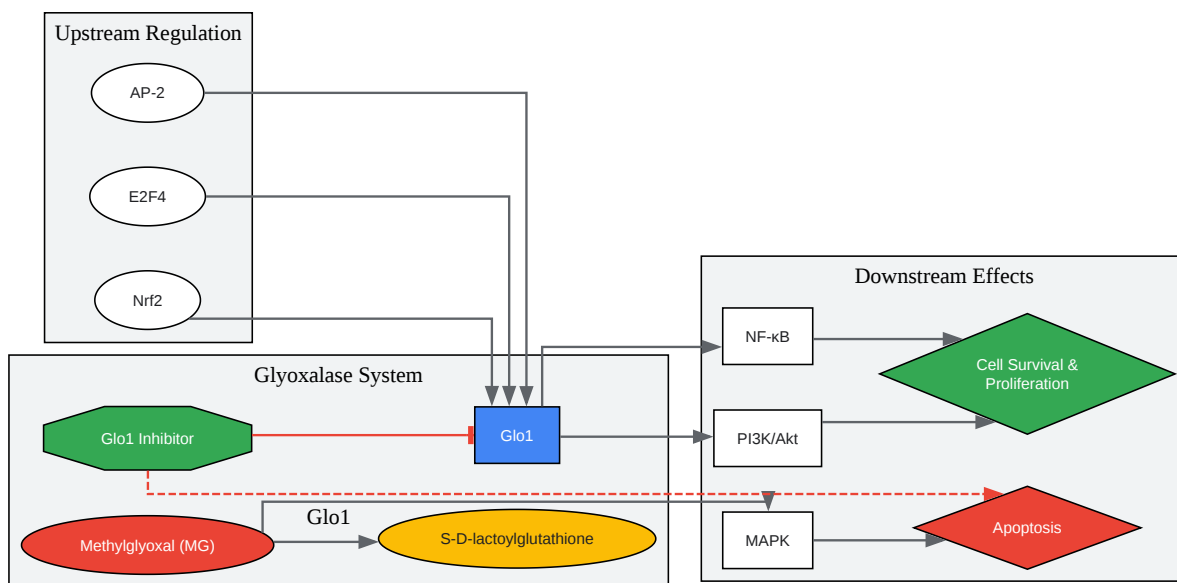 Upstream Regulation
AP-2
E2F4
Nrf2
Glyoxalase System
Glo1 Inhibitor
Glo1
Methylglyoxal (MG)
Glo1
S-D-lactoylglutathione
Downstream Effects
NF-κB
Cell Survival &
Proliferation
PI3K/Akt
MAPK
Apoptosis